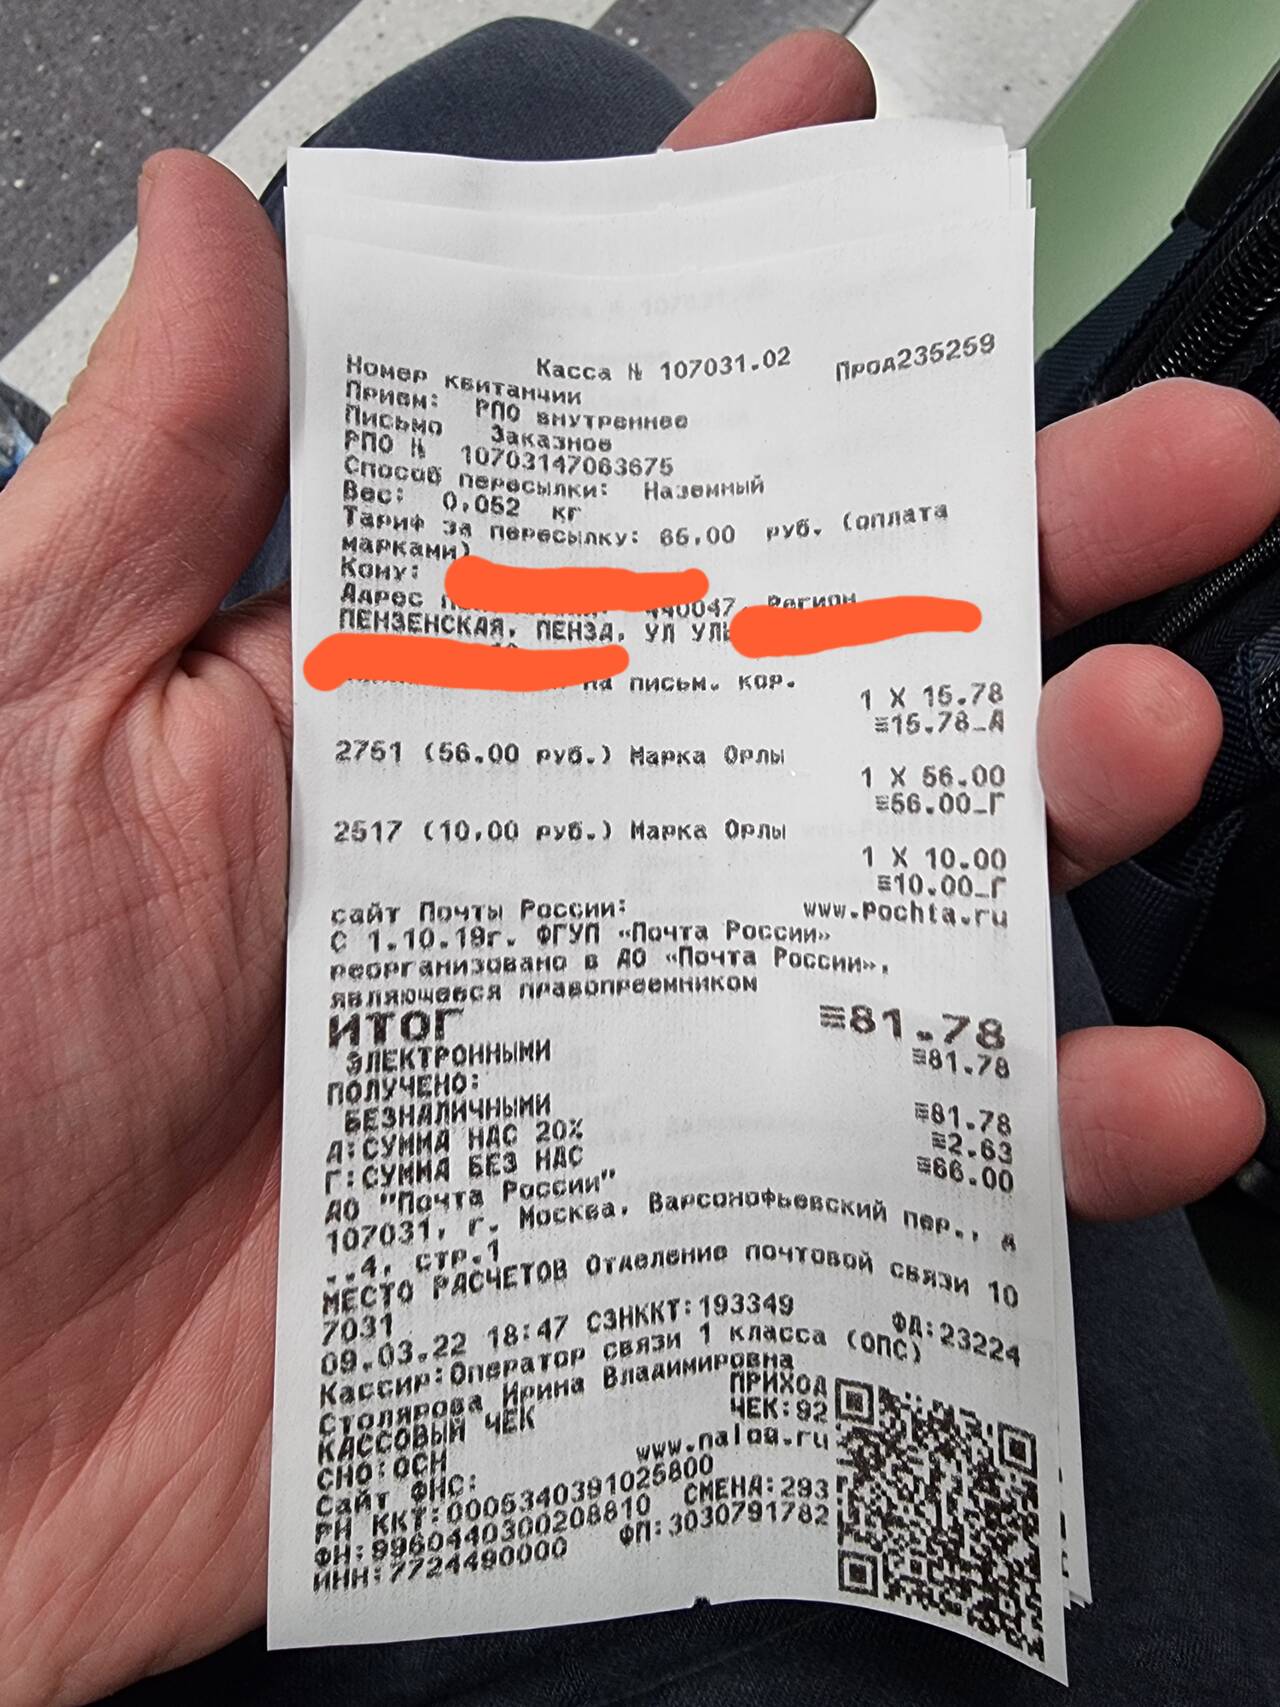 Касса № 107031.02 Прод235259
Номер квитанчии
Прием: РПО внутреннее
Письмо Заказное
РПО № 10703147063675
Способ пересылки: Наземный
Вес: 0,052 кг
Тариф за пересылку: 66,00 руб. (оплата
марками)
Кому:
Адрес 440047, Регион
ПЕНЗЕНСКАЯ, ПЕНЗА, УЛ
на письм. кор.
1 X 15.78
≡15.78_А
2751 (56.00 руб.) Марка Орлы
1 X 56.00
≡56.00_Г
2517 (10,00 руб.) Марка Орлы
1 X 10.00
≡10.00_Г
сайт Почты России: www.pochta.ru
С 1.10.19г. ФГУП «Почта России»
реорганизовано в АО «Почта России»,
являющееся правопреемником
ИТОГ ≡81.78
ЭЛЕКТРОННЫМИ ≡81.78
ПОЛУЧЕНО:
БЕЗНАЛИЧНЫМИ ≡81.78
А:СУММА НДС 20% ≡2.63
Г:СУММА БЕЗ НДС ≡66.00
АО "Почта России"
107031, г. Москва, Варсонофьевский пер., д
..4, стр.1
МЕСТО РАСЧЕТОВ Отделение почтовой связи 10
7031
09.03.22 18:47 СЗНККТ:193349 ФД:23224
Кассир:Оператор связи 1 класса (ОПС)
Столярова Ирина Владимировна
КАССОВЫЙ ЧЕК ПРИХОД
СНО:ОСН ЧЕК:92
Сайт ФНС: www.nalog.ru
РН ККТ:0005340391025800
ФН:9960440300208810 СМЕНА:293
ИНН:7724490000 ФП:3030791782